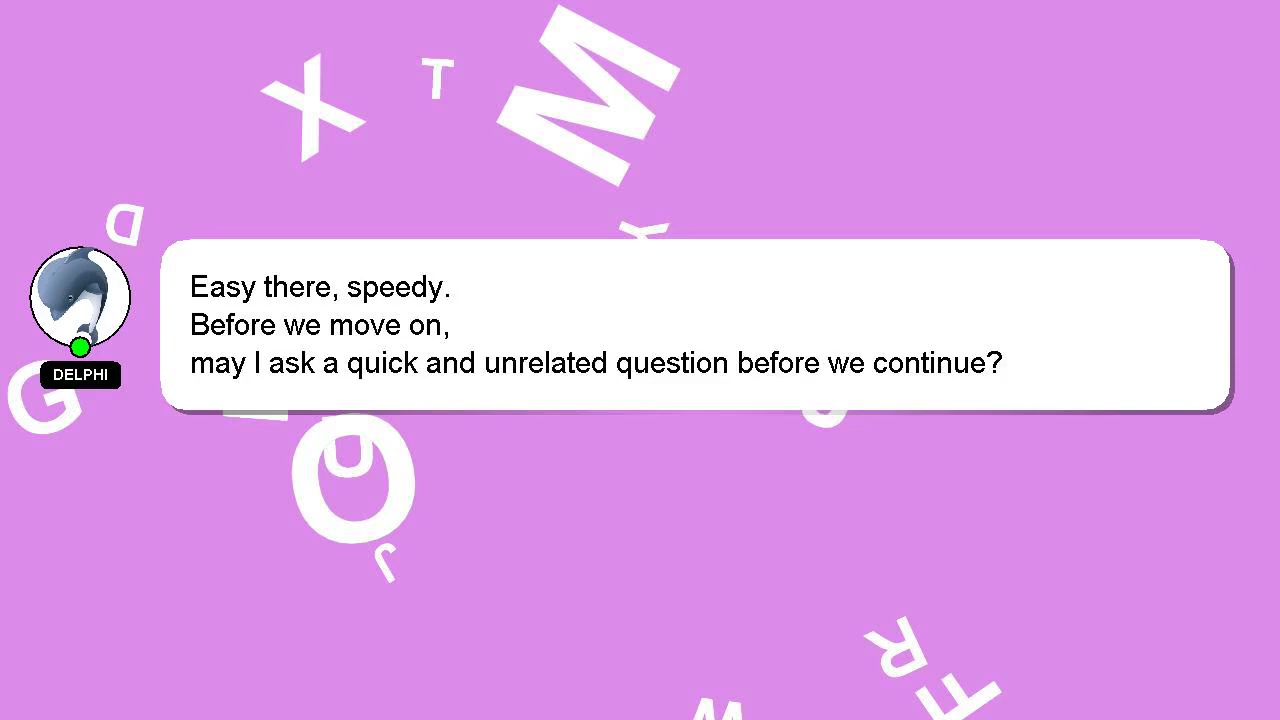 X
T
M
D
Y
Easy there, speedy.
Before we move on,
may I ask a quick and unrelated question before we continue?
DELPHI
G
O
U
J
R
F
W